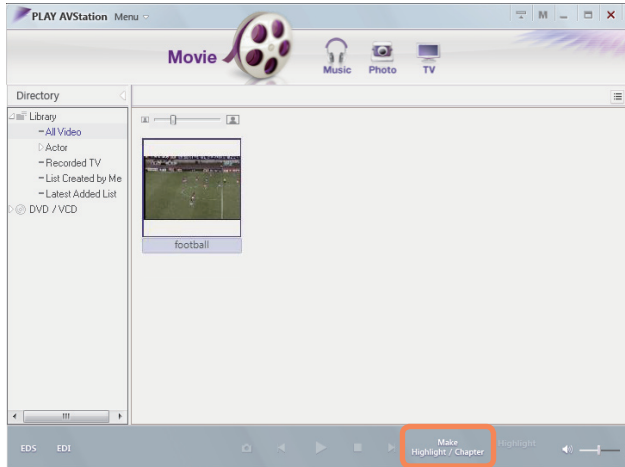 PLAY AVStation Menu
M
Movie
Music Photo TV
Directory
Library
All Video
Actor
Recorded TV
List Created by Me
Latest Added List
DVD / VCD
football
EDS EDI
Make
Highlight / Chapter
Highlight